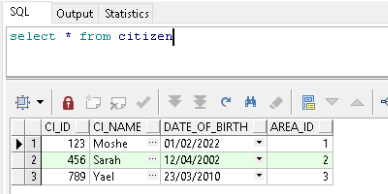 SQL Output Statistics
select * from citizen
CI_ID CI_NAME DATE_OF_BIRTH AREA_ID
1 123 Moshe ... 01/02/2022 1
2 456 Sarah ... 12/04/2002 2
3 789 Yael ... 23/03/2010 3